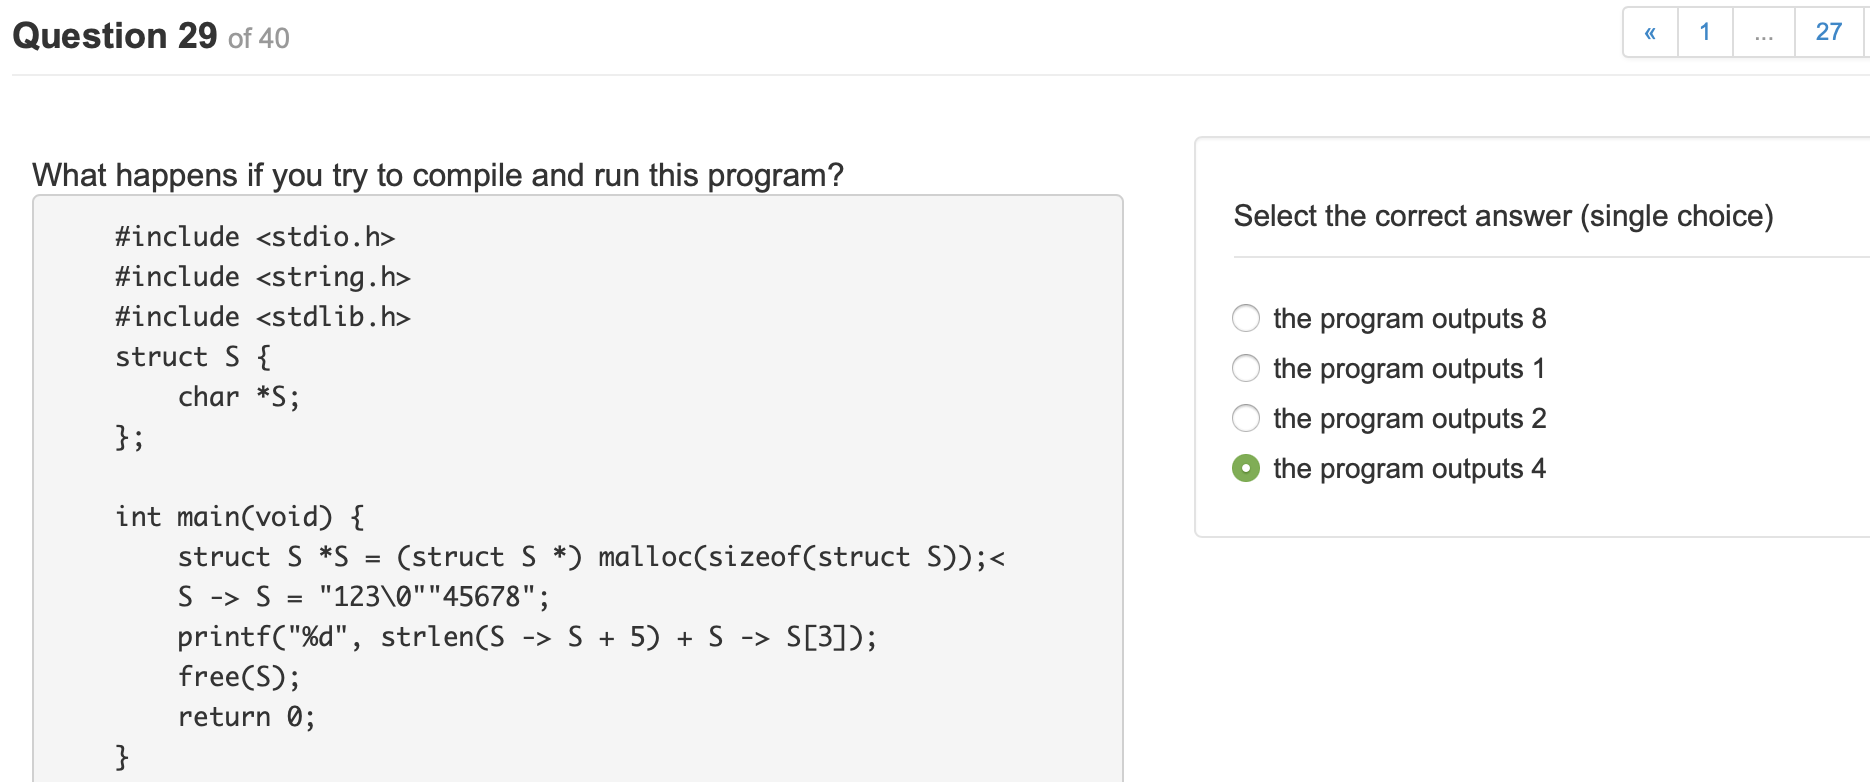 Question 29 of 40
« 1 ... 27
What happens if you try to compile and run this program?
#include <stdio.h>
#include <string.h>
#include <stdlib.h>
struct S {
    char *S;
};

int main(void) {
    struct S *S = (struct S *) malloc(sizeof(struct S));<
    S -> S = "123\0""45678";
    printf("%d", strlen(S -> S + 5) + S -> S[3]);
    free(S);
    return 0;
}
Select the correct answer (single choice)
the program outputs 8
the program outputs 1
the program outputs 2
the program outputs 4